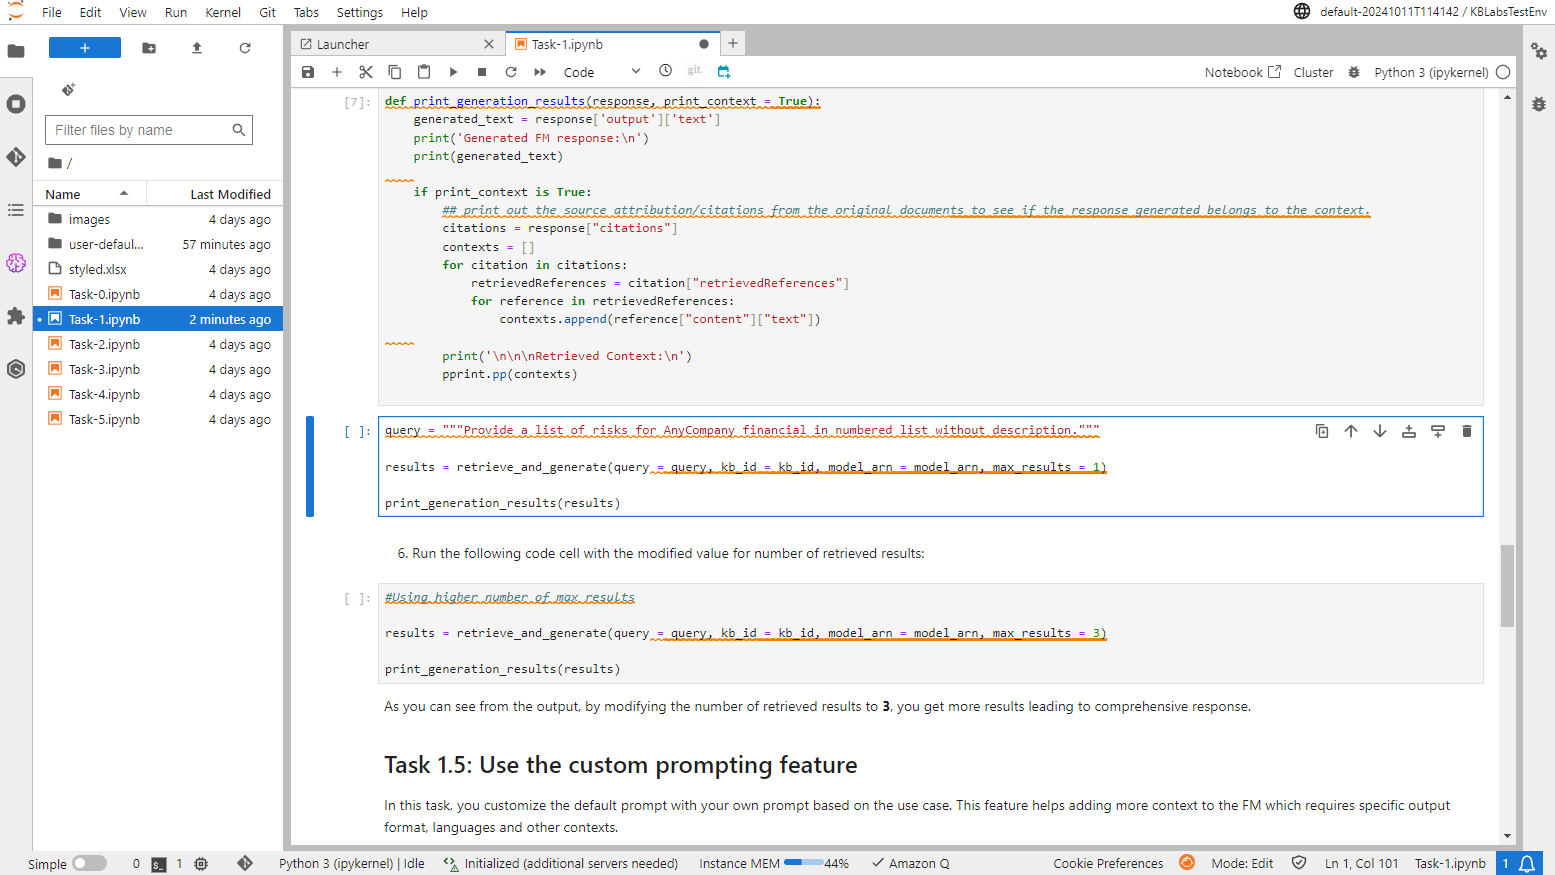 File Edit View Run Kernel Git Tabs Settings Help
default-20241011T114142 / KBLabsTestEnv
Launcher
Task-1.ipynb
+
Code
git
Notebook Cluster Python 3 (ipykernel)
Filter files by name
/
Name Last Modified
images 4 days ago
user-defaul... 57 minutes ago
styled.xlsx 4 days ago
Task-0.ipynb 4 days ago
Task-1.ipynb 2 minutes ago
Task-2.ipynb 4 days ago
Task-3.ipynb 4 days ago
Task-4.ipynb 4 days ago
Task-5.ipynb 4 days ago
[7]: def print_generation_results(response, print_context = True):
generated_text = response['output']['text']
print('Generated FM response:\n')
print(generated_text)
if print_context is True:
## print out the source attribution/citations from the original documents to see if the response generated belongs to the context.
citations = response["citations"]
contexts = []
for citation in citations:
retrievedReferences = citation["retrievedReferences"]
for reference in retrievedReferences:
contexts.append(reference["content"]["text"])
print('\n\n\nRetrieved Context:\n')
pprint.pp(contexts)
[ ]: query = """Provide a list of risks for AnyCompany financial in numbered list without description."""
results = retrieve_and_generate(query = query, kb_id = kb_id, model_arn = model_arn, max_results = 1)
print_generation_results(results)
6. Run the following code cell with the modified value for number of retrieved results:
[ ]: #Using higher number of max results
results = retrieve_and_generate(query = query, kb_id = kb_id, model_arn = model_arn, max_results = 3)
print_generation_results(results)
As you can see from the output, by modifying the number of retrieved results to 3, you get more results leading to comprehensive response.
Task 1.5: Use the custom prompting feature
In this task, you customize the default prompt with your own prompt based on the use case. This feature helps adding more context to the FM which requires specific output
format, languages and other contexts.
Simple 0 1 Python 3 (ipykernel) | Idle Initialized (additional servers needed) Instance MEM 44% Amazon Q Cookie Preferences Mode: Edit Ln 1, Col 101 Task-1.ipynb 1